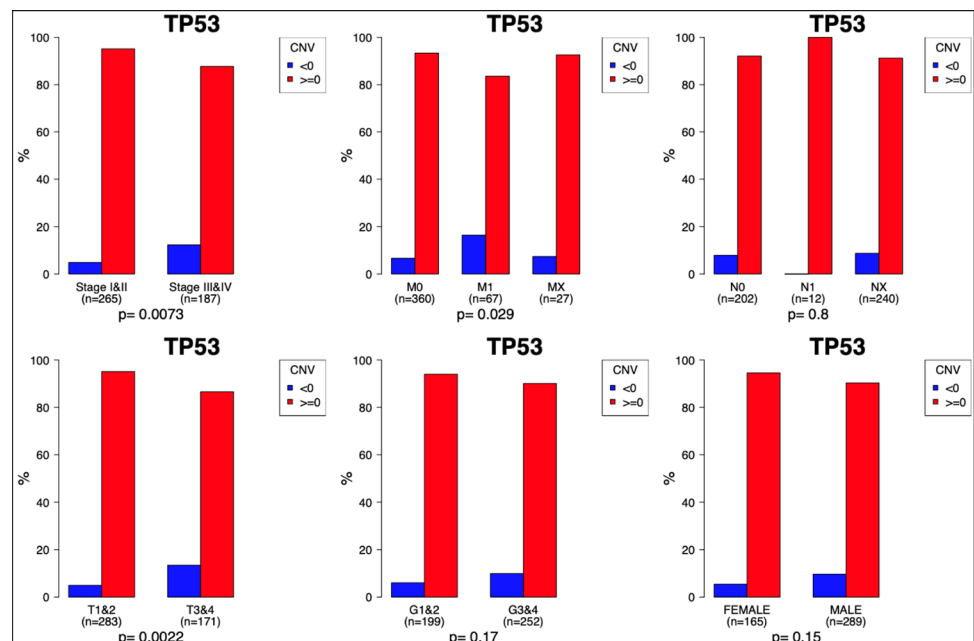 TP53
CNV
<0
>=0
%
100
80
60
40
20
0
Stage I&II
(n=265)
Stage III&IV
(n=187)
p= 0.0073
TP53
CNV
<0
>=0
%
100
80
60
40
20
0
M0
(n=360)
M1
(n=67)
MX
(n=27)
p= 0.029
TP53
CNV
<0
>=0
%
100
80
60
40
20
0
N0
(n=202)
N1
(n=12)
NX
(n=240)
p= 0.8
TP53
CNV
<0
>=0
%
100
80
60
40
20
0
T1&2
(n=283)
T3&4
(n=171)
p= 0.0022
TP53
CNV
<0
>=0
%
100
80
60
40
20
0
G1&2
(n=199)
G3&4
(n=252)
p= 0.17
TP53
CNV
<0
>=0
%
100
80
60
40
20
0
FEMALE
(n=165)
MALE
(n=289)
p= 0.15